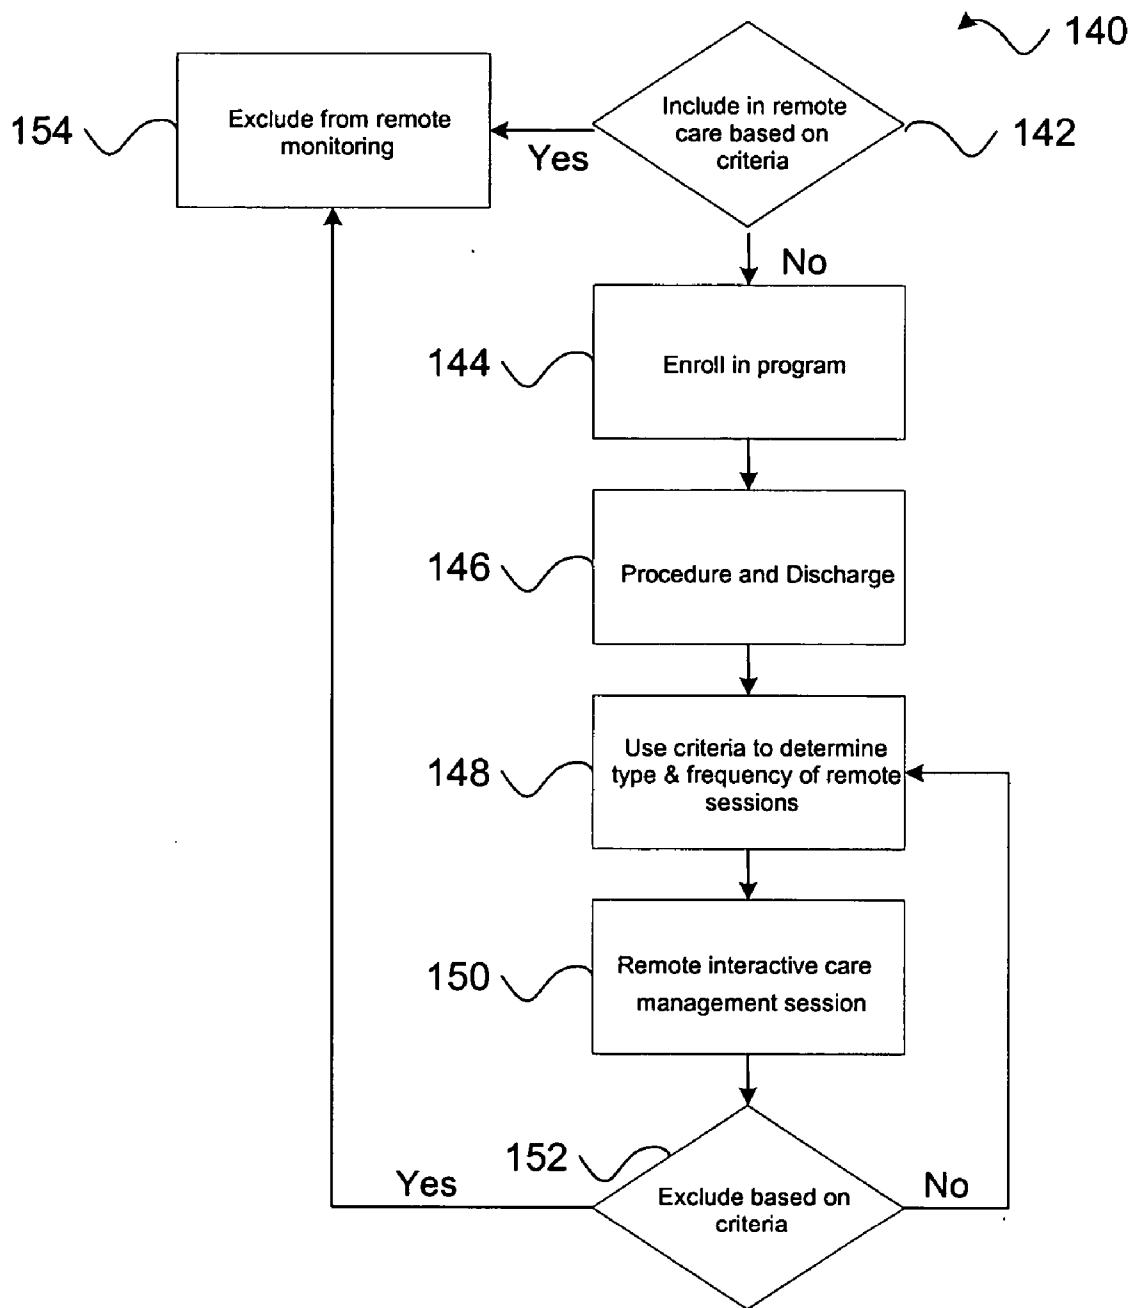 140
Include in remote
care based on
criteria
142
Exclude from remote
monitoring
154
Yes
No
144
Enroll in program
146
Procedure and Discharge
148
Use criteria to determine
type & frequency of remote
sessions
150
Remote interactive care
management session
152
Exclude based on
criteria
Yes
No